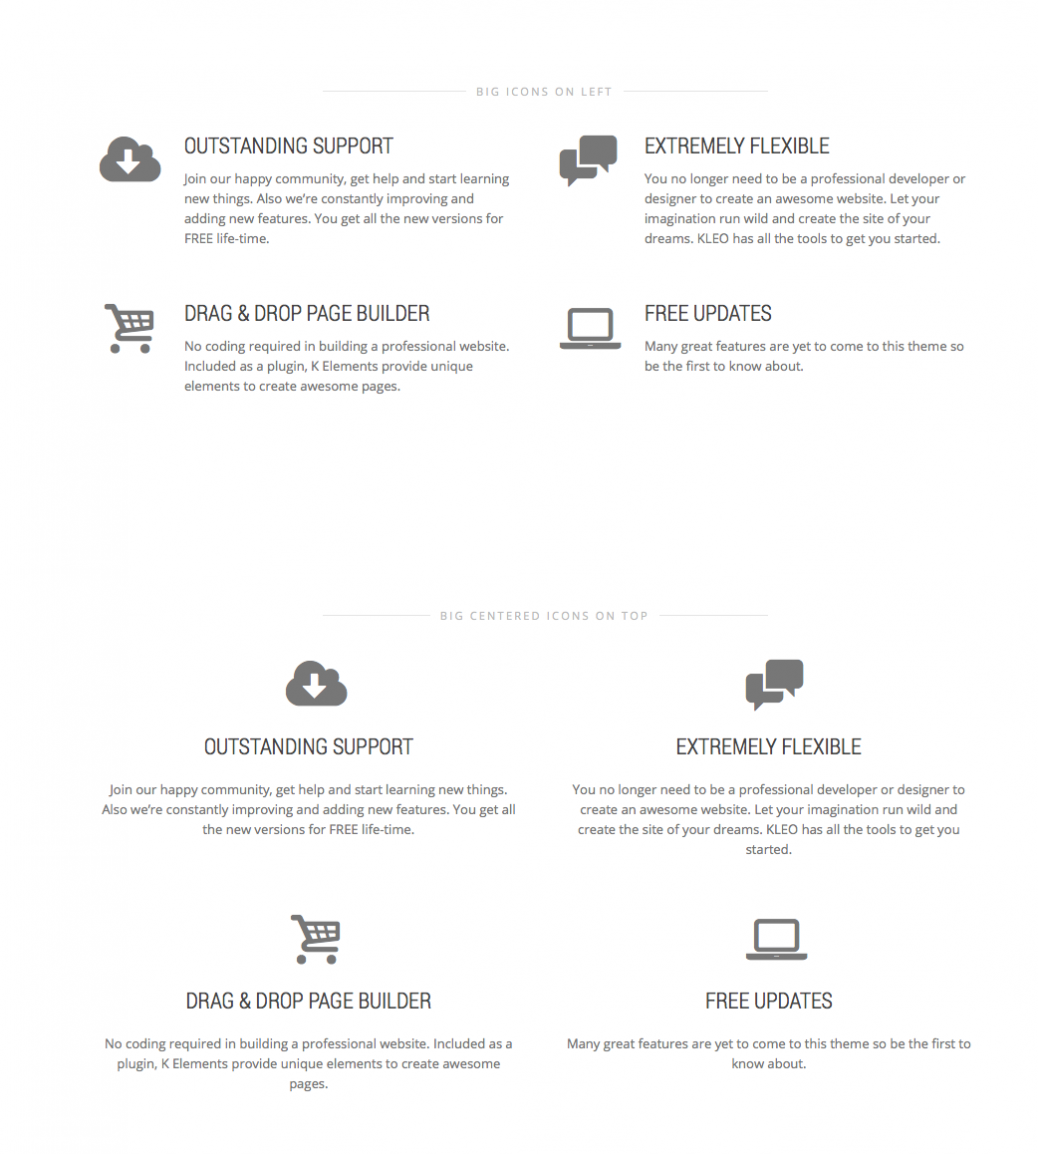 BIG ICONS ON LEFT
OUTSTANDING SUPPORT
Join our happy community, get help and start learning
new things. Also we're constantly improving and
adding new features. You get all the new versions for
FREE life-time.
EXTREMELY FLEXIBLE
You no longer need to be a professional developer or
designer to create an awesome website. Let your
imagination run wild and create the site of your
dreams. KLEO has all the tools to get you started.
DRAG & DROP PAGE BUILDER
No coding required in building a professional website.
Included as a plugin, K Elements provide unique
elements to create awesome pages.
FREE UPDATES
Many great features are yet to come to this theme so
be the first to know about.
BIG CENTERED ICONS ON TOP
OUTSTANDING SUPPORT
Join our happy community, get help and start learning new things.
Also we're constantly improving and adding new features. You get all
the new versions for FREE life-time.
EXTREMELY FLEXIBLE
You no longer need to be a professional developer or designer to
create an awesome website. Let your imagination run wild and
create the site of your dreams. KLEO has all the tools to get you
started.
DRAG & DROP PAGE BUILDER
No coding required in building a professional website. Included as a
plugin, K Elements provide unique elements to create awesome
pages.
FREE UPDATES
Many great features are yet to come to this theme so be the first to
know about.